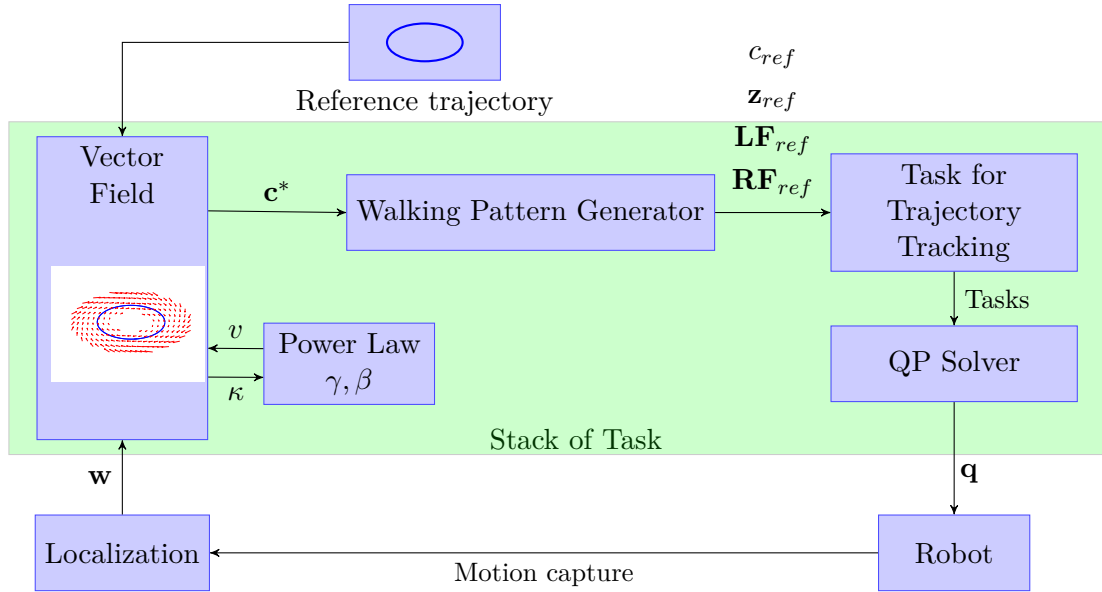 Reference trajectory
c_ref
z_ref
LF_ref
RF_ref
Vector
Field
c*
Walking Pattern Generator
Task for
Trajectory
Tracking
Tasks
v
κ
Power Law
γ, β
QP Solver
Stack of Task
w
q
Localization
Motion capture
Robot